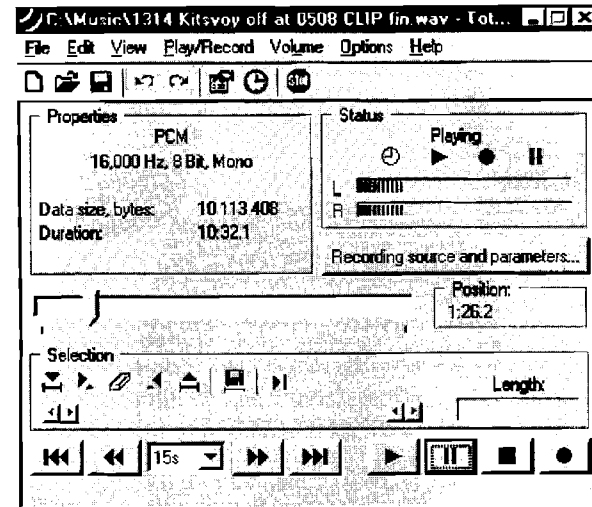 C:\Music\1314 Kitsvoy off at 0508 CLIP fin.wav - Tot...
File Edit View Play/Record Volume Options Help
Properties
PCM
16,000 Hz, 8 Bit, Mono
Data size, bytes: 10 113 408
Duration: 10:32.1
Status
Playing
L
R
Recording source and parameters...
Position:
1:26.2
Selection
Length:
15s